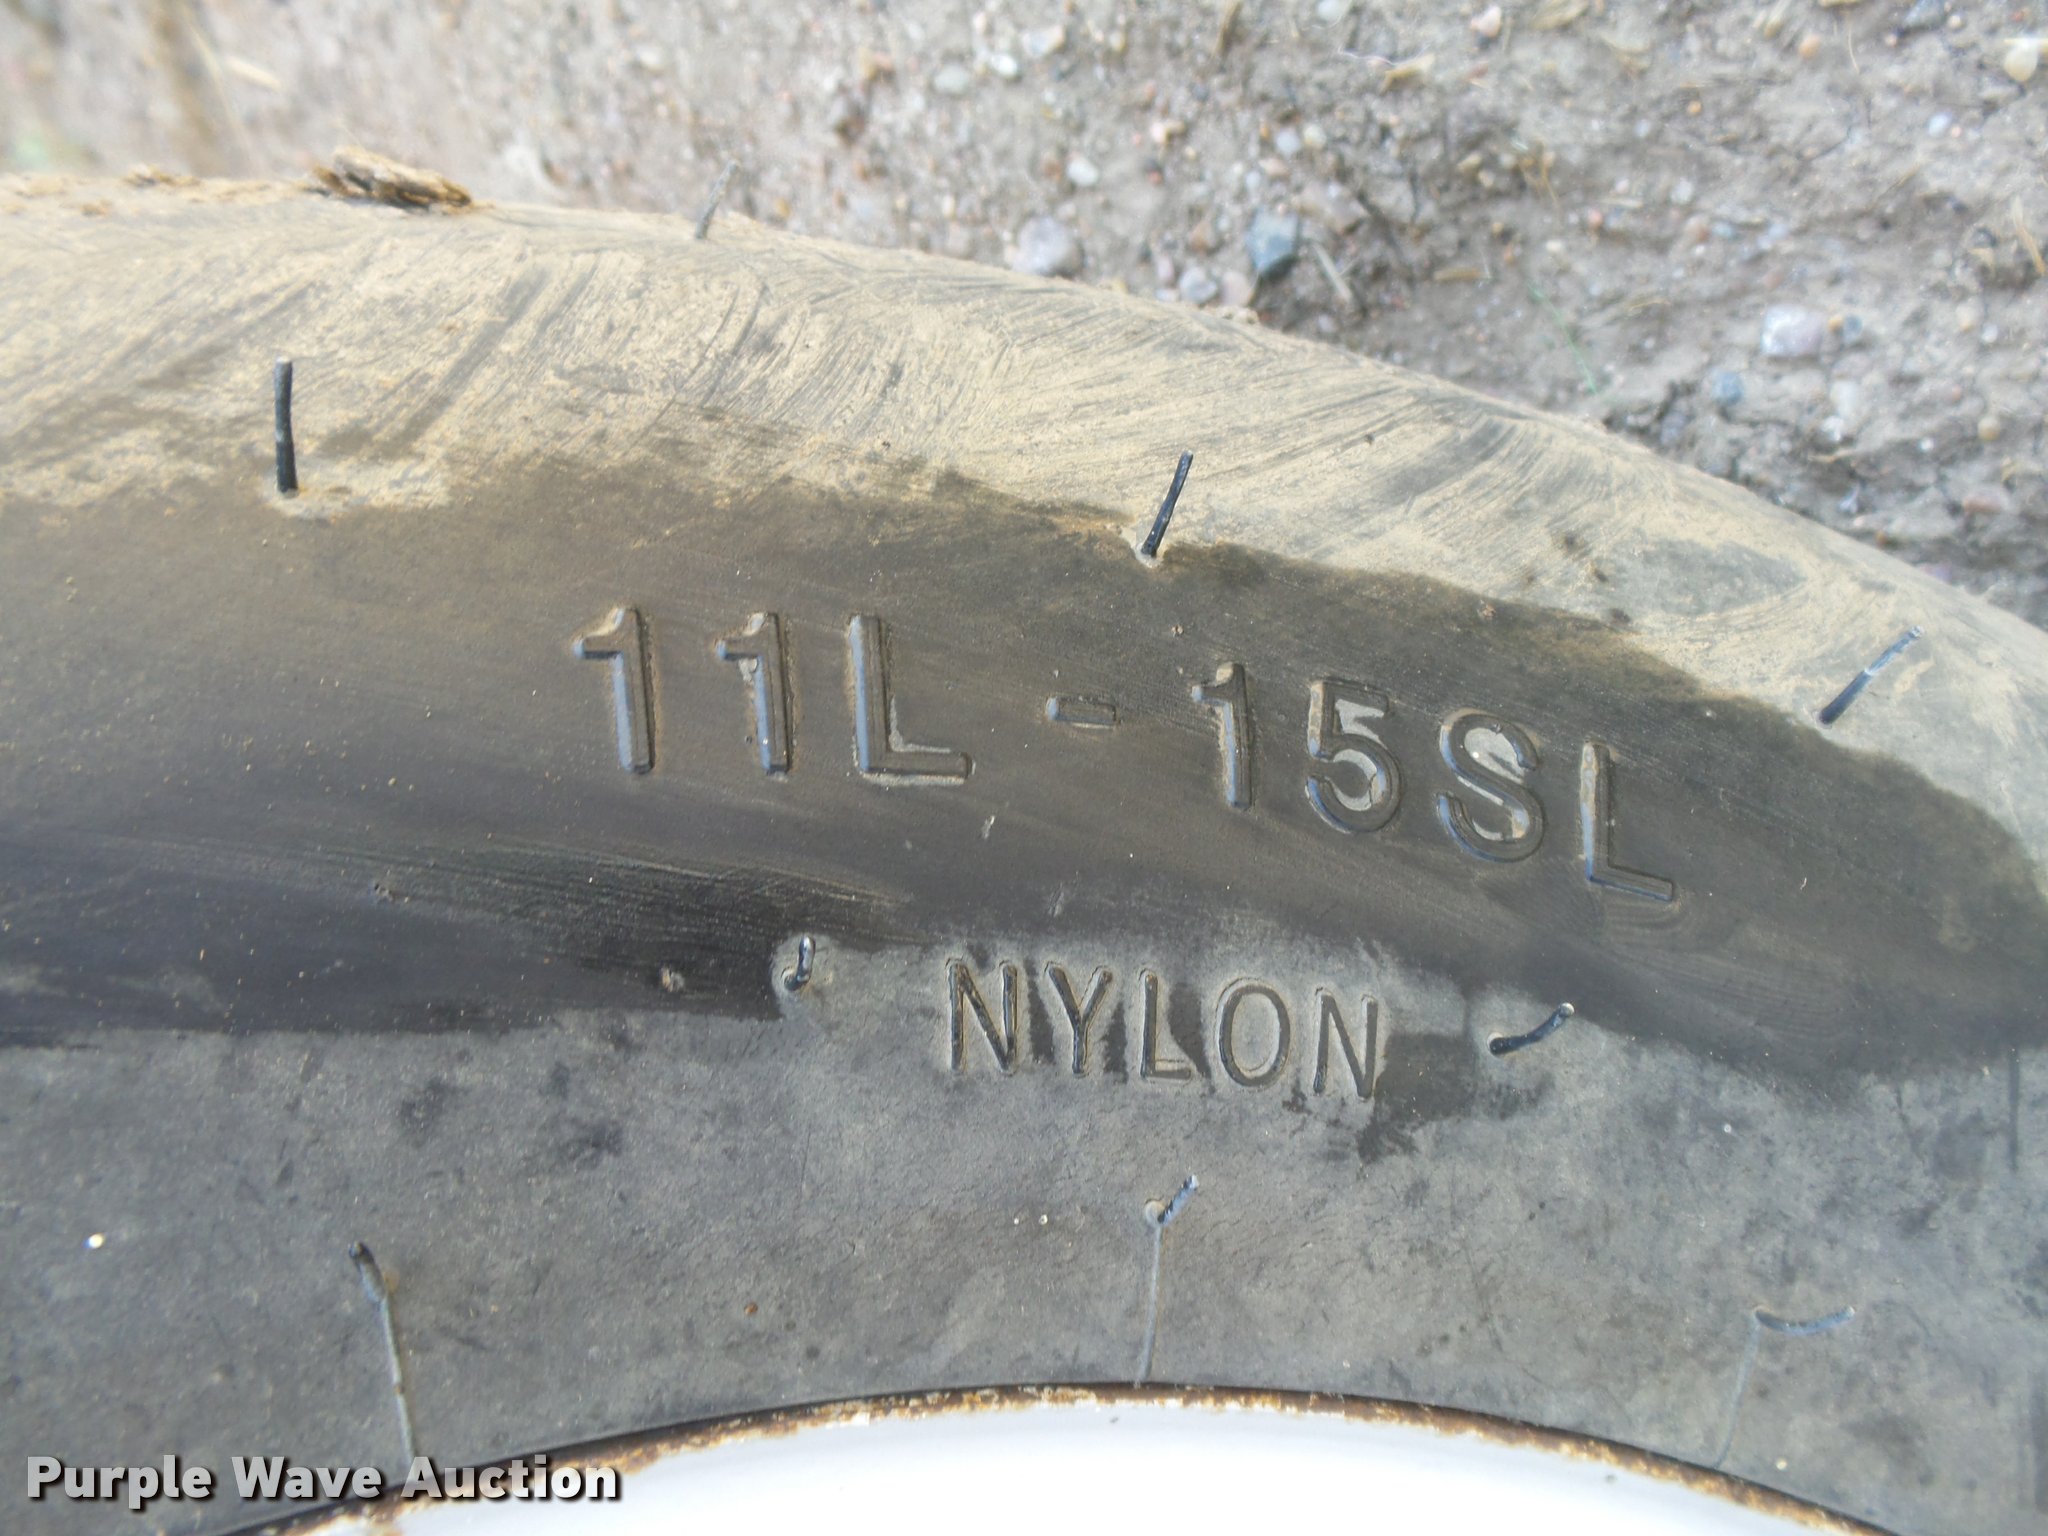 11L-15SL
NYLON
Purple Wave Auction